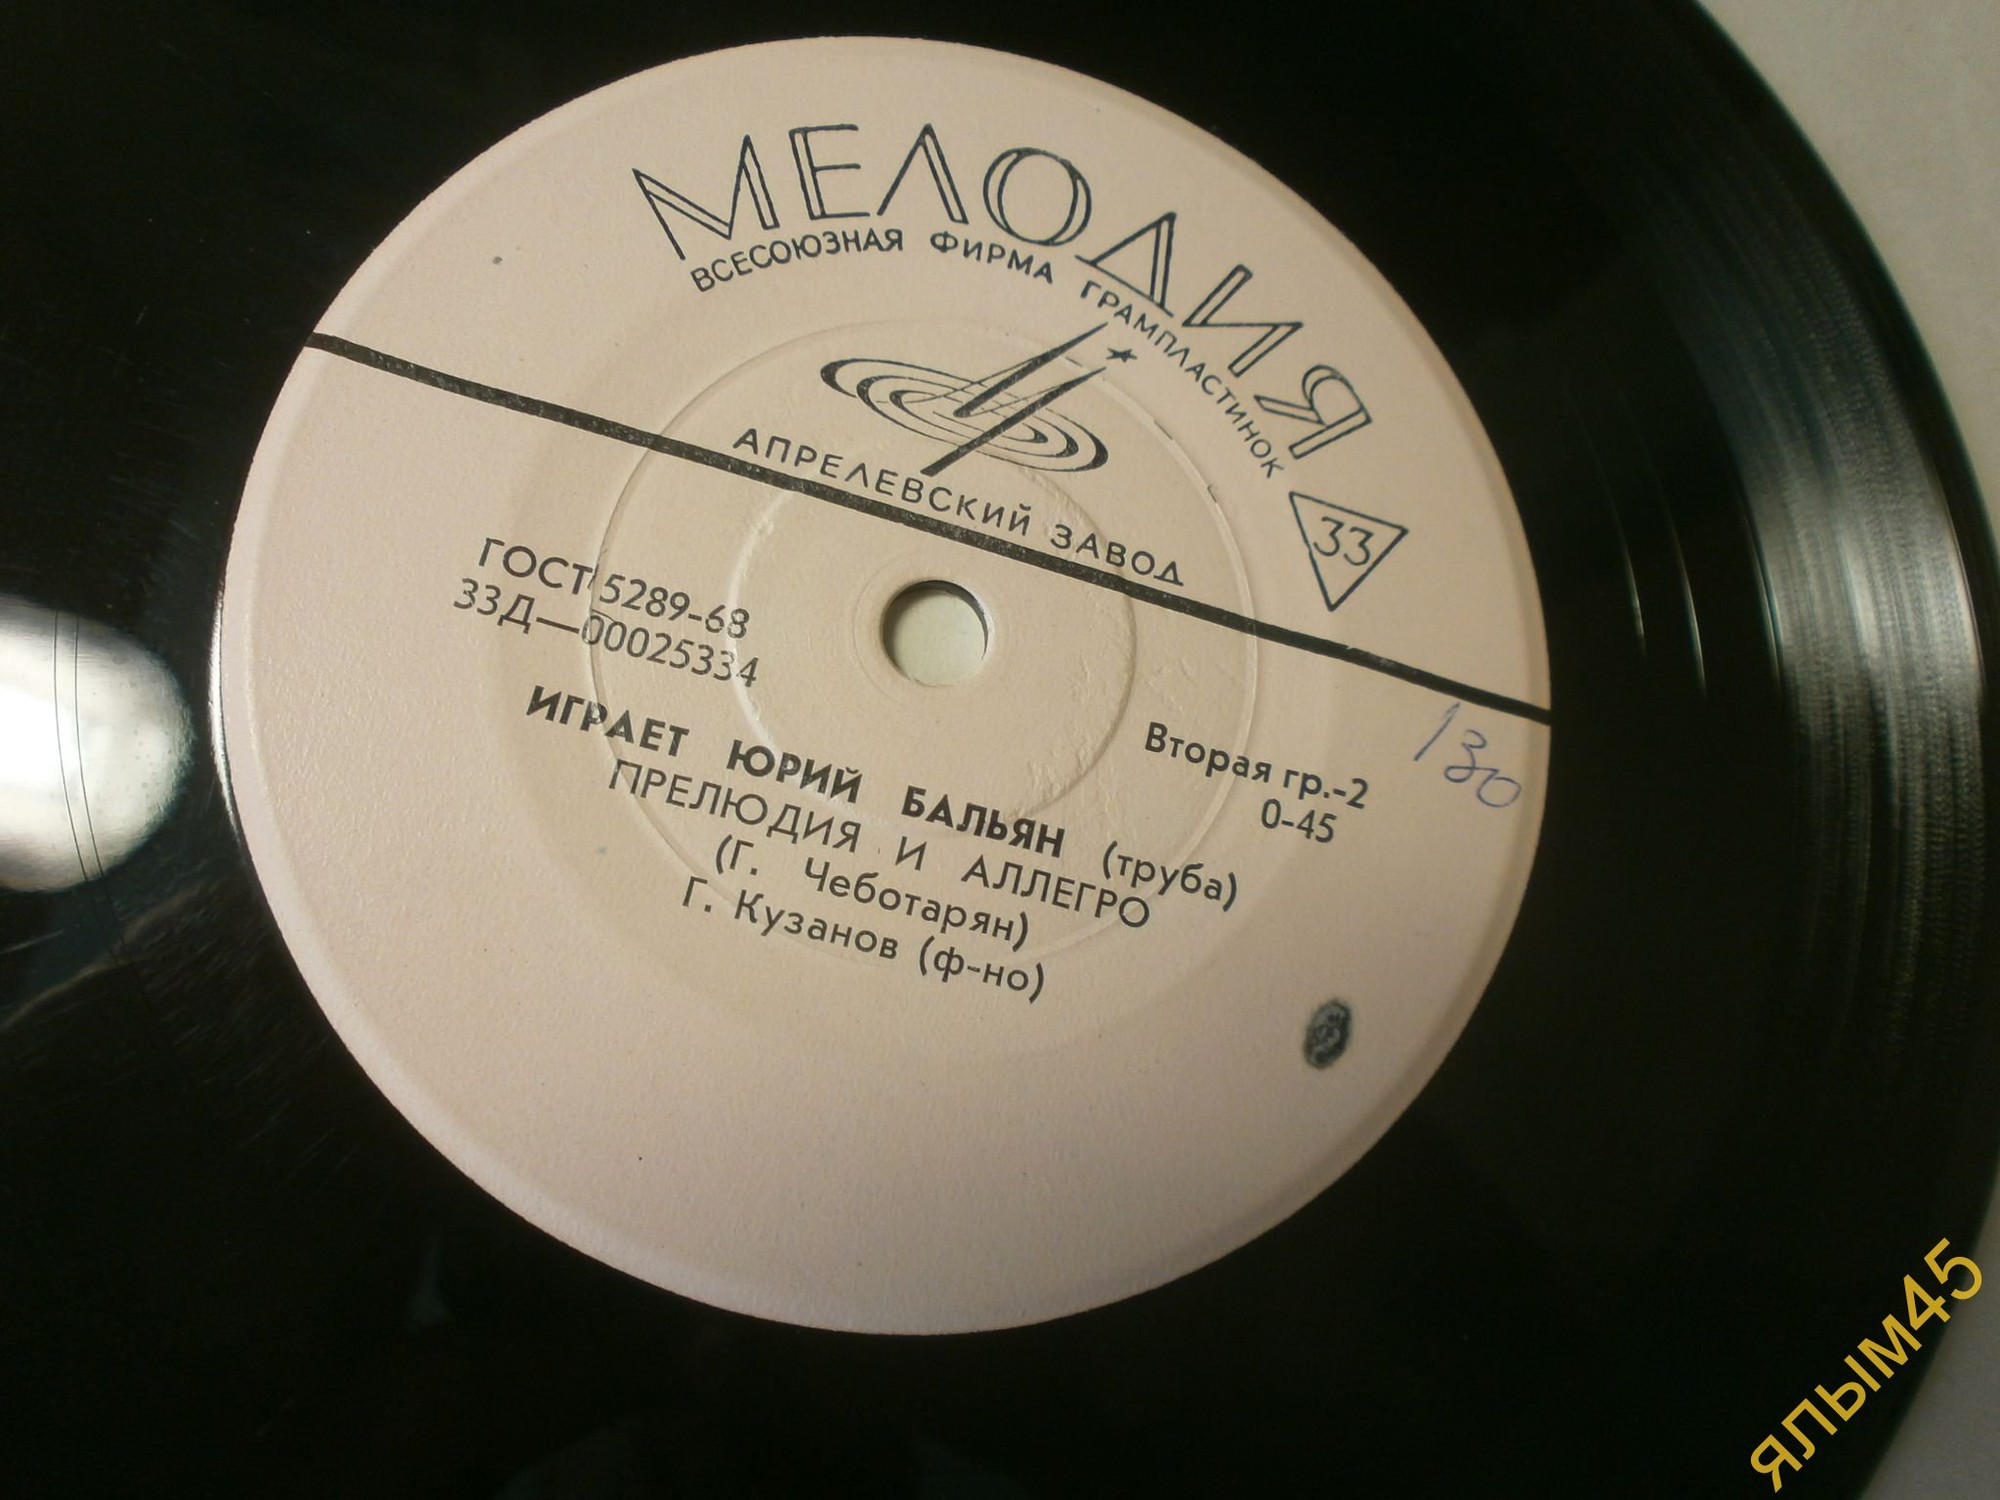 МЕЛОДИЯ
ВСЕСОЮЗНАЯ ФИРМА ГРАМПЛАСТИНОК
АПРЕЛЕВСКИЙ ЗАВОД
33
ГОСТ 5289-68
33Д—00025334
Вторая гр.-2
0-45
130
ИГРАЕТ ЮРИЙ БАЛЬЯН (труба)
ПРЕЛЮДИЯ И АЛЛЕГРО
(Г. Чеботарян)
Г. Кузанов (ф-но)
ялым45